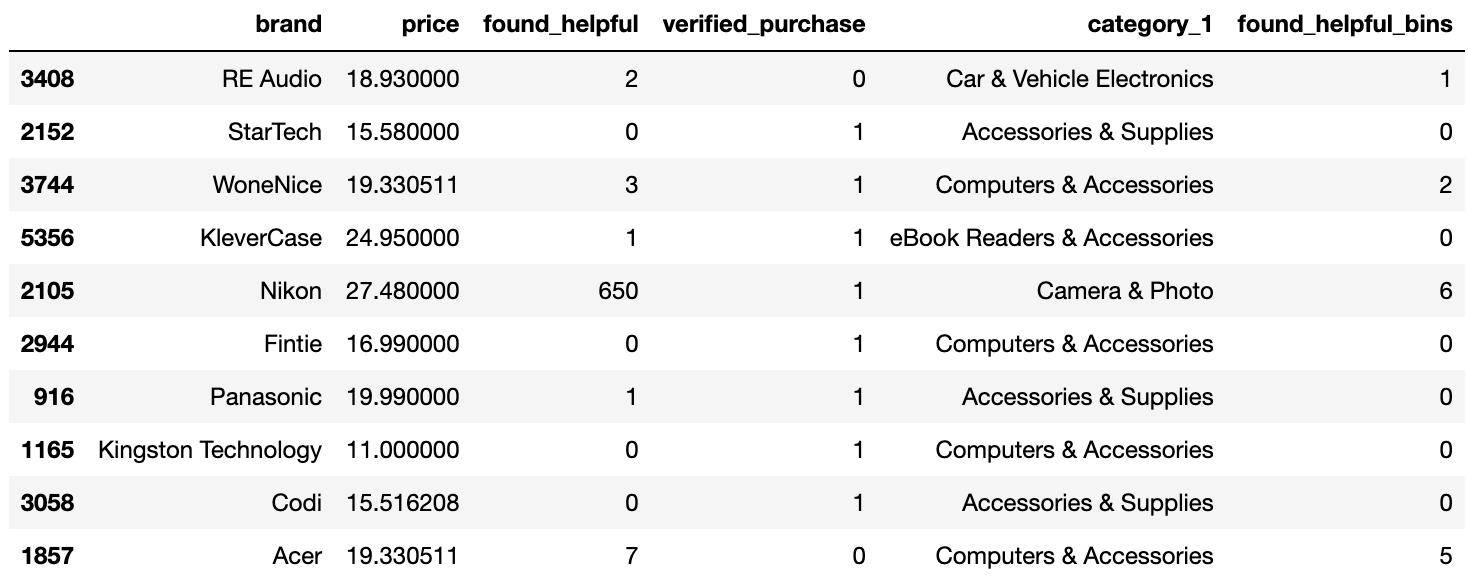 brand price found_helpful verified_purchase category_1 found_helpful_bins
3408 RE Audio 18.930000 2 0 Car & Vehicle Electronics 1
2152 StarTech 15.580000 0 1 Accessories & Supplies 0
3744 WoneNice 19.330511 3 1 Computers & Accessories 2
5356 KleverCase 24.950000 1 1 eBook Readers & Accessories 0
2105 Nikon 27.480000 650 1 Camera & Photo 6
2944 Fintie 16.990000 0 1 Computers & Accessories 0
916 Panasonic 19.990000 1 1 Accessories & Supplies 0
1165 Kingston Technology 11.000000 0 1 Computers & Accessories 0
3058 Codi 15.516208 0 1 Accessories & Supplies 0
1857 Acer 19.330511 7 0 Computers & Accessories 5